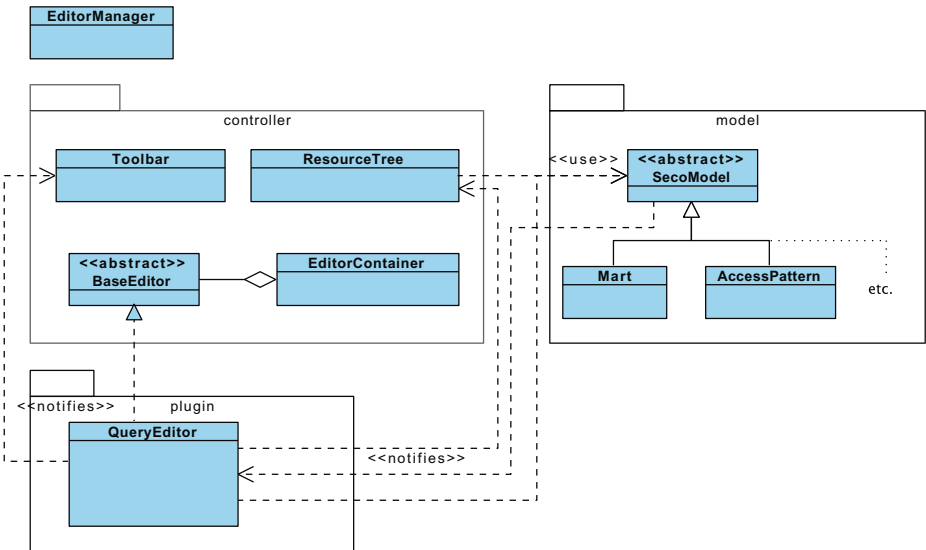 EditorManager
controller
model
Toolbar
ResourceTree
<<use>>
<<abstract>>
SecoModel
<<abstract>>
BaseEditor
EditorContainer
Mart
AccessPattern
etc.
<<notifies>>
plugin
QueryEditor
<<notifies>>